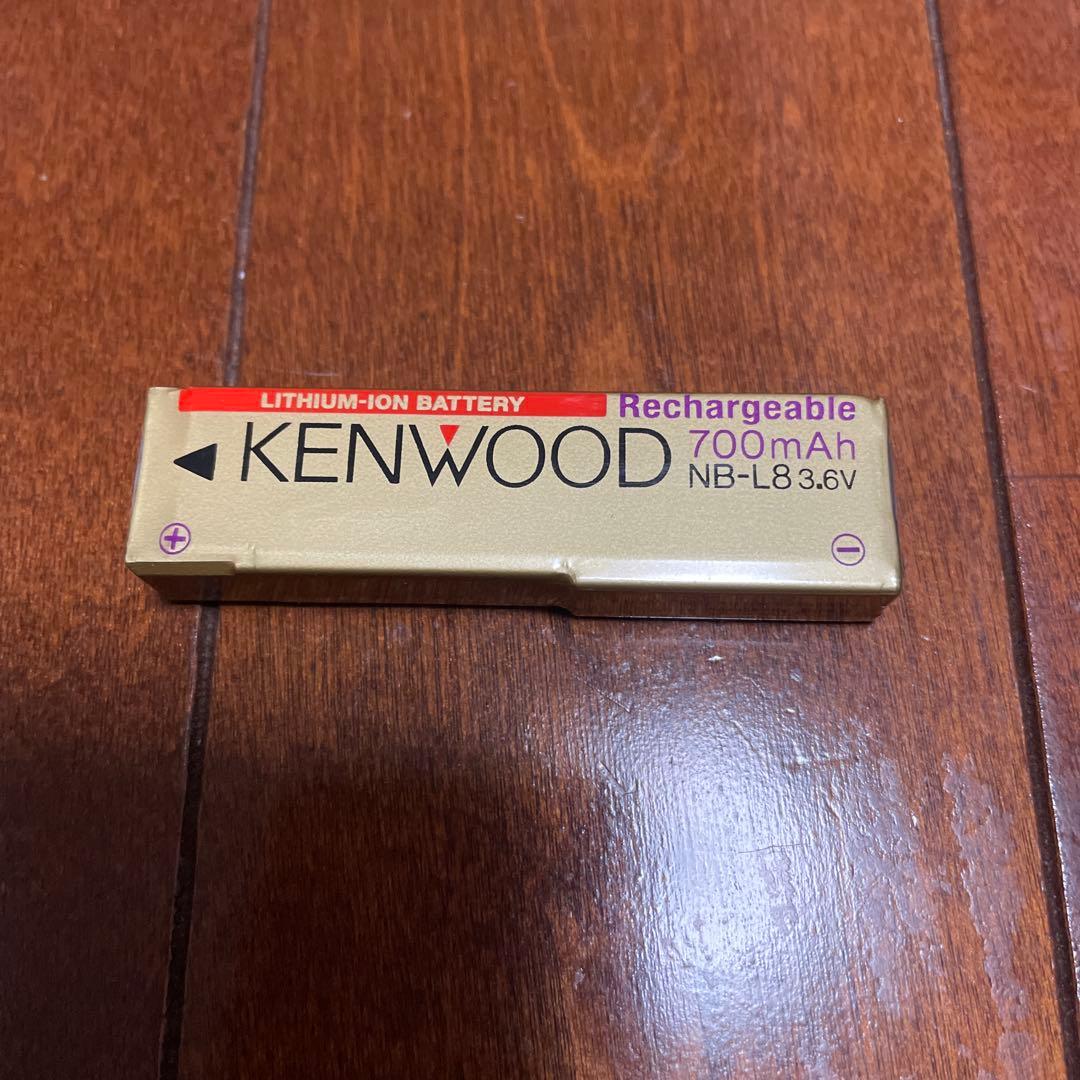 LITHIUM-ION BATTERY
Rechargeable
KENWOOD
700mAh
NB-L8 3.6V
+
−